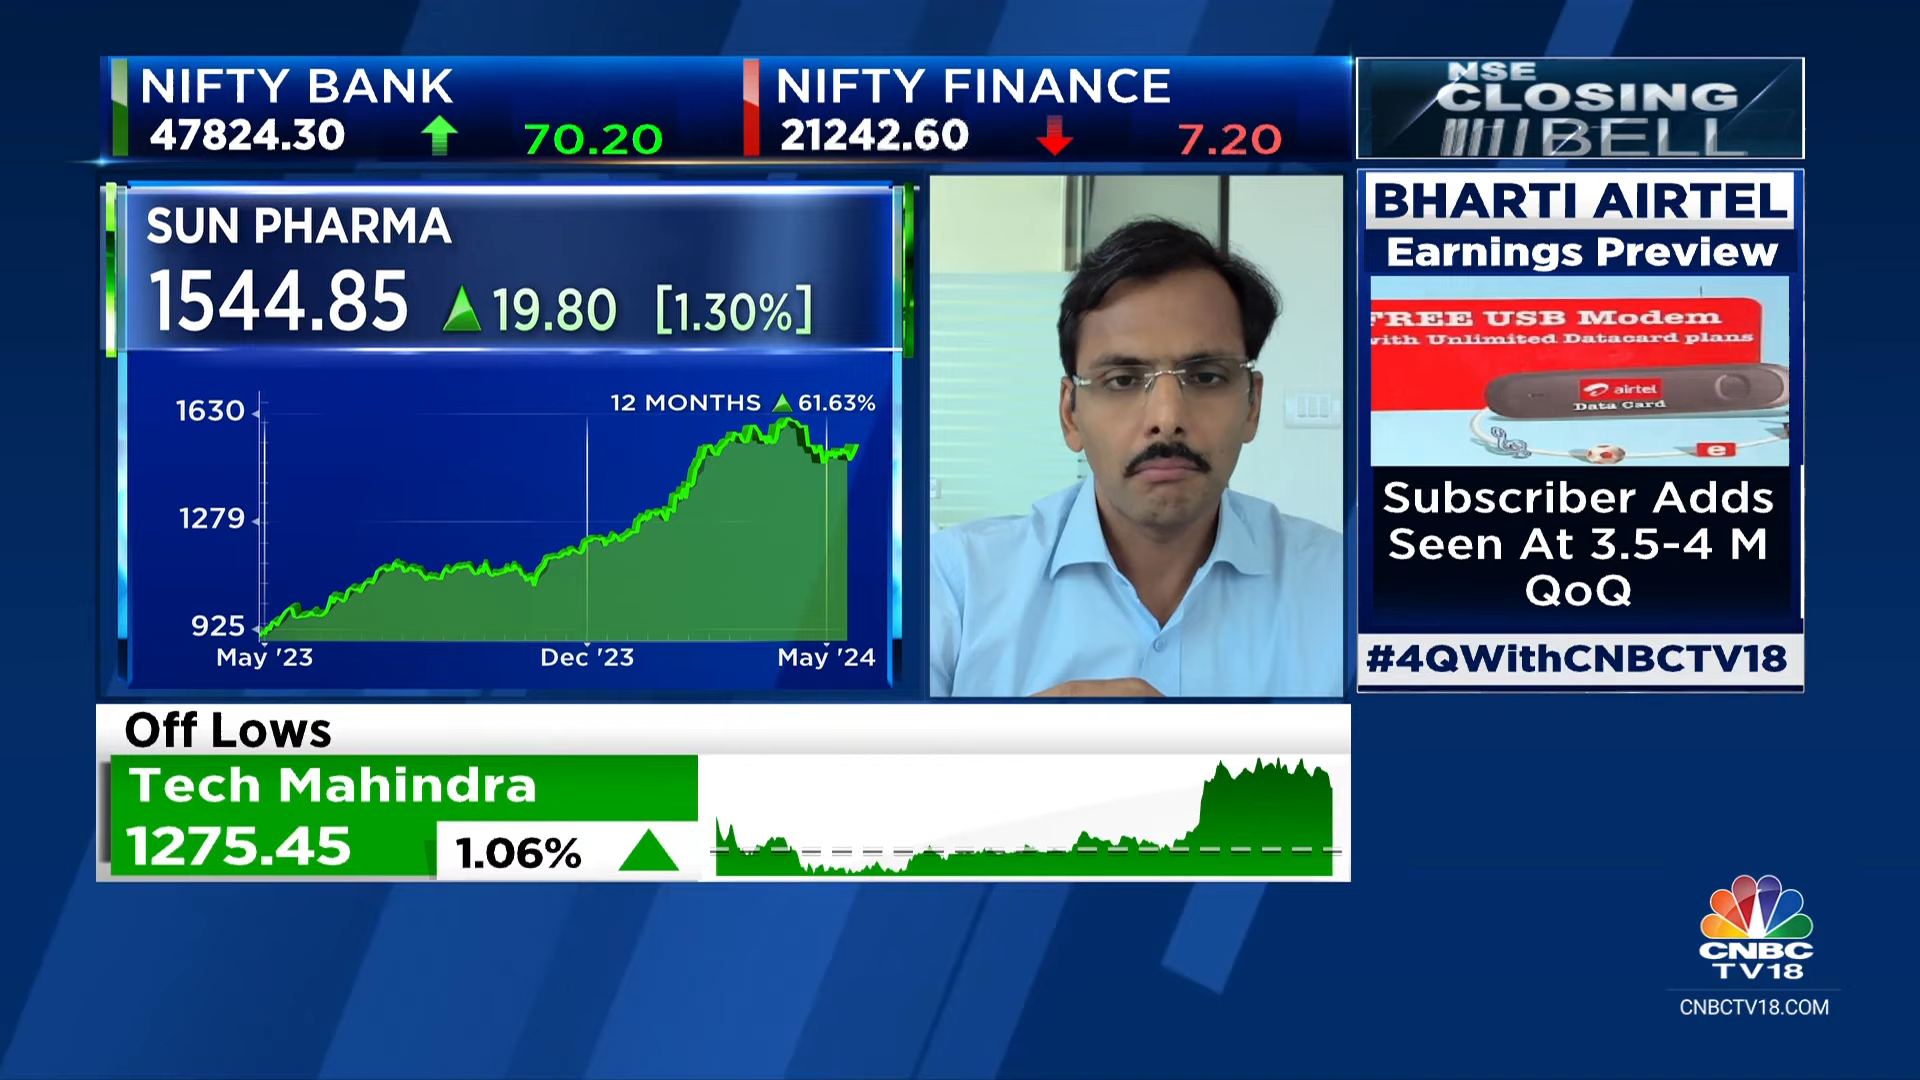 NIFTY BANK
47824.30 70.20
NIFTY FINANCE
21242.60 7.20
NSE
CLOSING
BELL
SUN PHARMA
1544.85 19.80 [1.30%]
12 MONTHS 61.63%
1630
1279
925
May '23 Dec '23 May '24
BHARTI AIRTEL
Earnings Preview
FREE USB Modem
with Unlimited Datacard plans
airtel
Data Card
e
Subscriber Adds
Seen At 3.5-4 M
QoQ
#4QWithCNBCTV18
Off Lows
Tech Mahindra
1275.45 1.06%
CNBC
TV18
CNBCTV18.COM